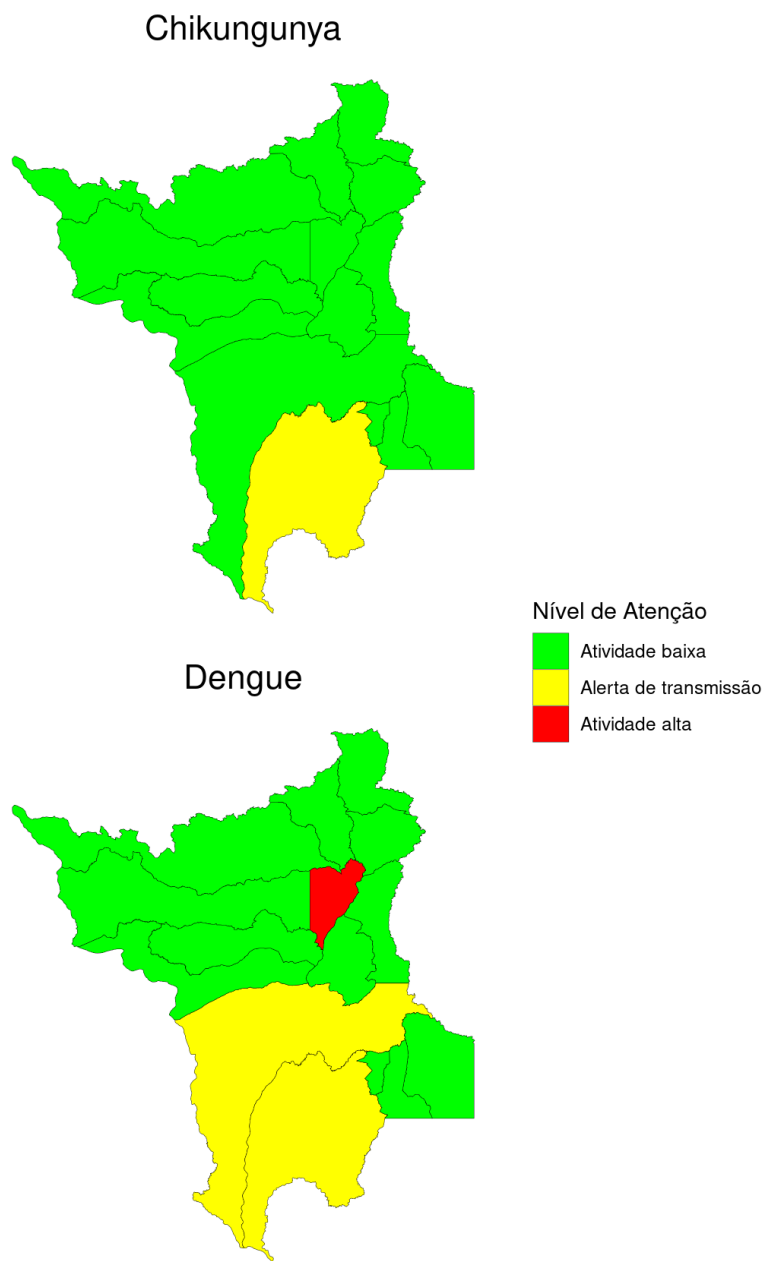 Chikungunya
Nível de Atenção
Atividade baixa
Alerta de transmissão
Atividade alta
Dengue